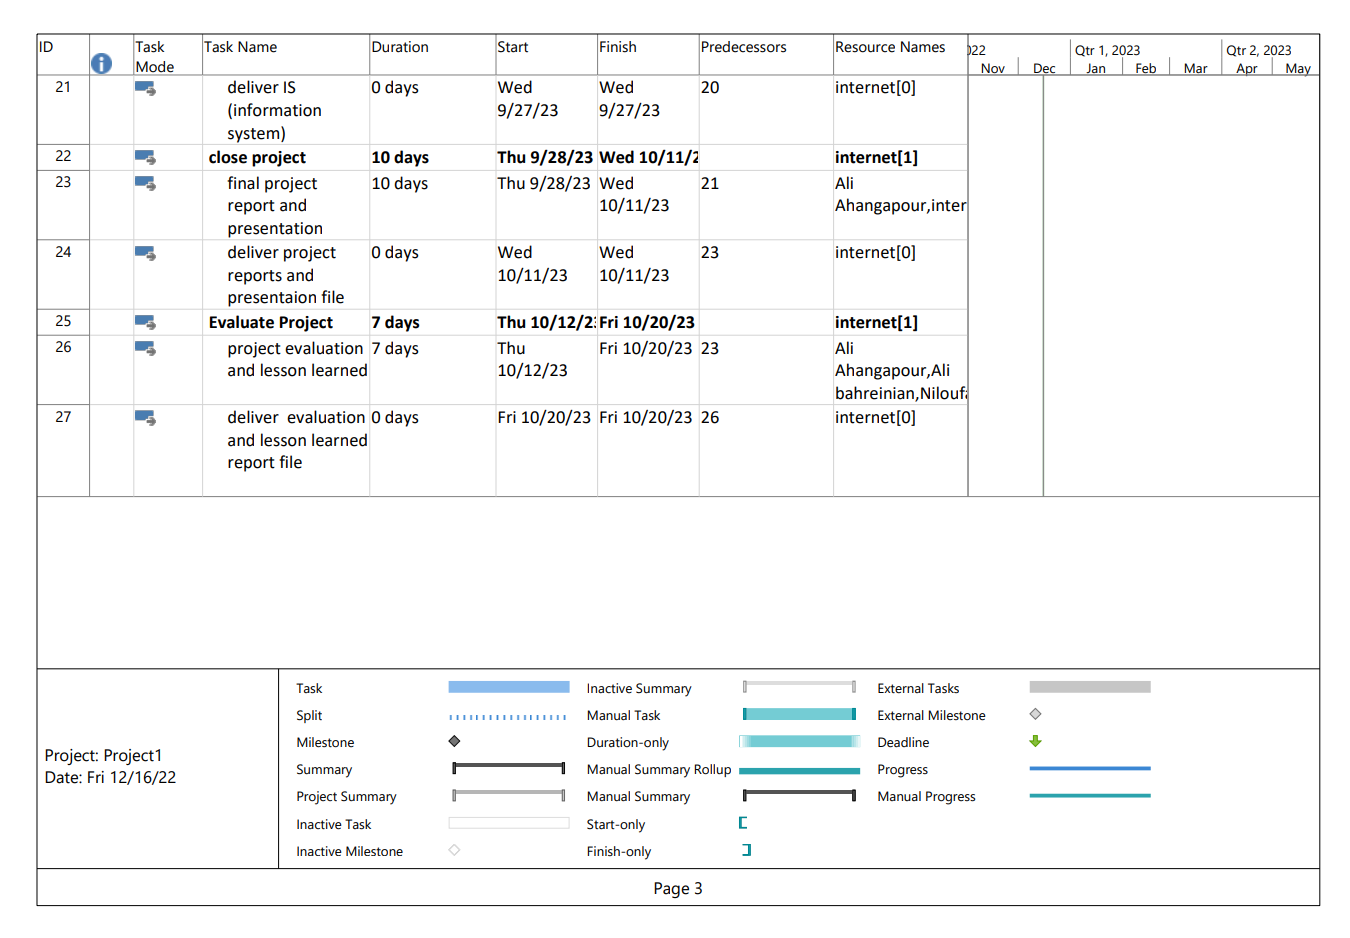 ID Task Mode Task Name Duration Start Finish Predecessors Resource Names
Qtr 1, 2023 Qtr 2, 2023
Nov Dec Jan Feb Mar Apr May
21 deliver IS (information system) 0 days Wed 9/27/23 Wed 9/27/23 20 internet[0]
22 close project 10 days Thu 9/28/23 Wed 10/11/2 internet[1]
23 final project report and presentation 10 days Thu 9/28/23 Wed 10/11/23 21 Ali Ahangapour,inter
24 deliver project reports and presentaion file 0 days Wed 10/11/23 Wed 10/11/23 23 internet[0]
25 Evaluate Project 7 days Thu 10/12/2 Fri 10/20/23 internet[1]
26 project evaluation and lesson learned 7 days Thu 10/12/23 Fri 10/20/23 23 Ali Ahangapour,Ali bahreinian,Niloufa
27 deliver evaluation and lesson learned report file 0 days Fri 10/20/23 Fri 10/20/23 26 internet[0]
Project: Project1
Date: Fri 12/16/22
Task
Split
Milestone
Summary
Project Summary
Inactive Task
Inactive Milestone
Inactive Summary
Manual Task
Duration-only
Manual Summary Rollup
Manual Summary
Start-only
Finish-only
External Tasks
External Milestone
Deadline
Progress
Manual Progress
Page 3